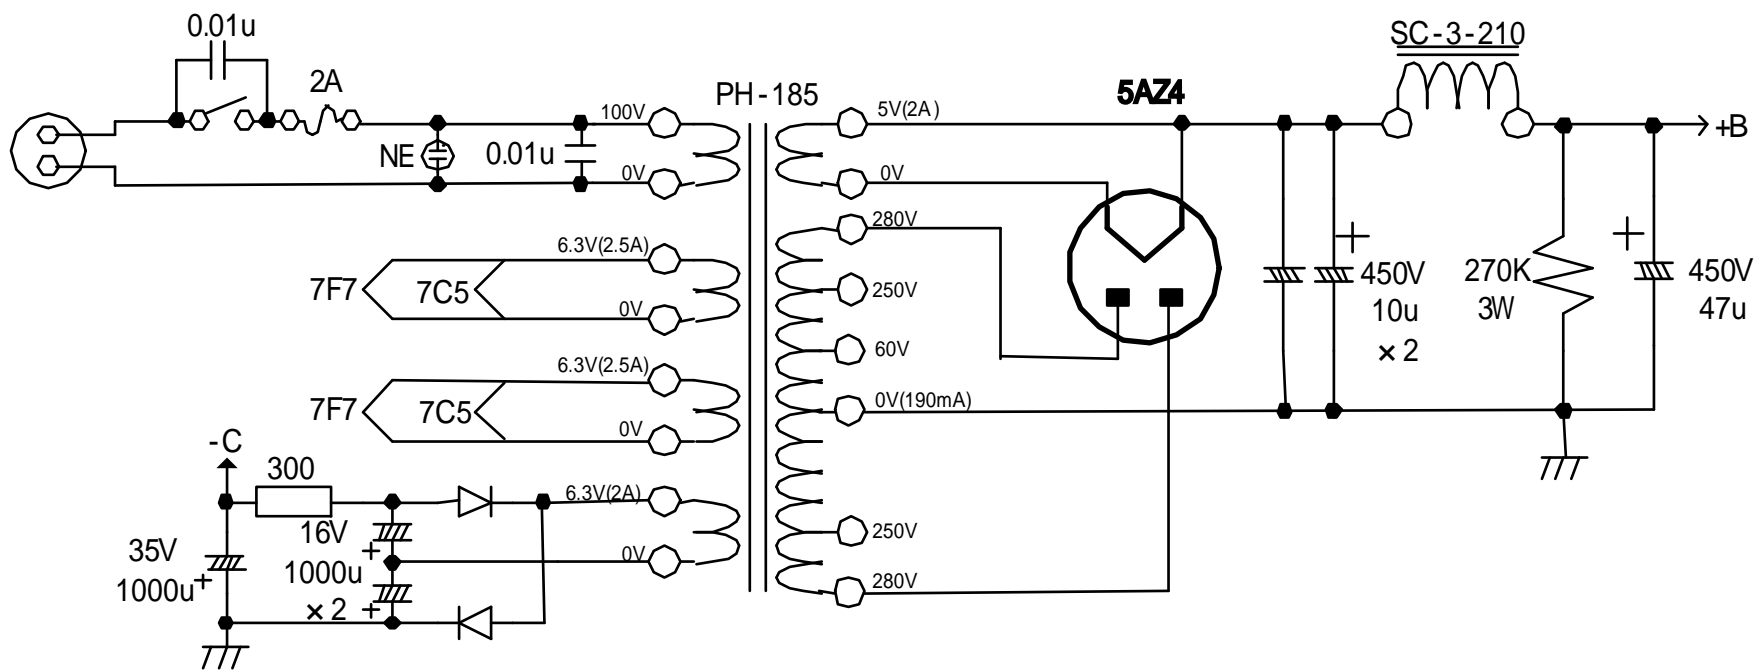 0.01u
SC-3-210
2A
PH-185
5AZ4
100V
5V(2A)
+B
NE
0.01u
0V
0V
280V
6.3V(2.5A)
7F7
7C5
250V
+
+
450V
10u
×2
270K
3W
450V
47u
0V
60V
6.3V(2.5A)
7F7
7C5
0V(190mA)
0V
-C
300
6.3V(2A)
16V
+
250V
35V
1000u
+
1000u
×2
+
0V
280V